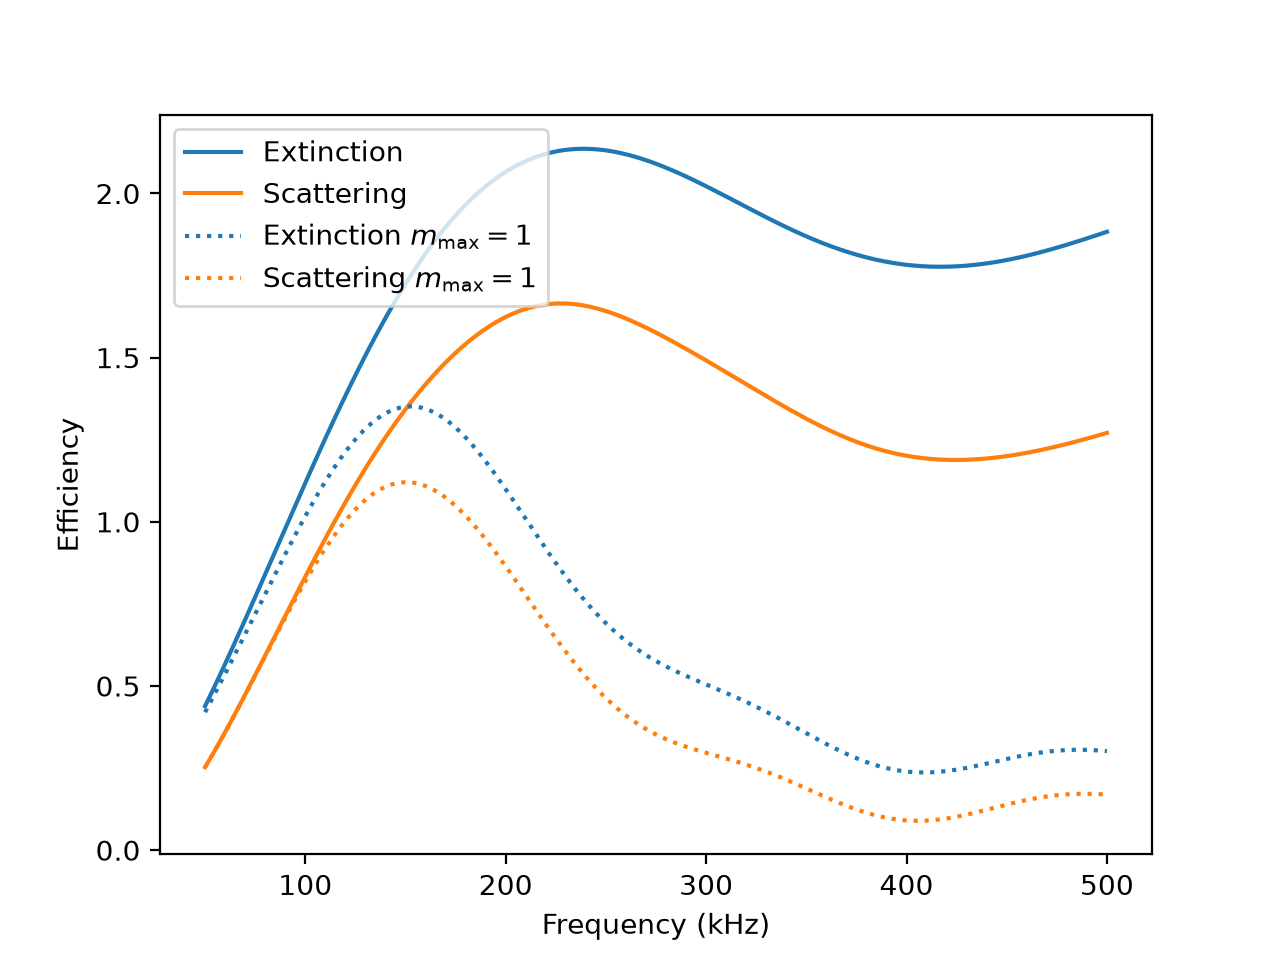 Extinction
Scattering
Extinction m_max = 1
Scattering m_max = 1
2.0
1.5
1.0
0.5
0.0
Efficiency
100 200 300 400 500
Frequency (kHz)